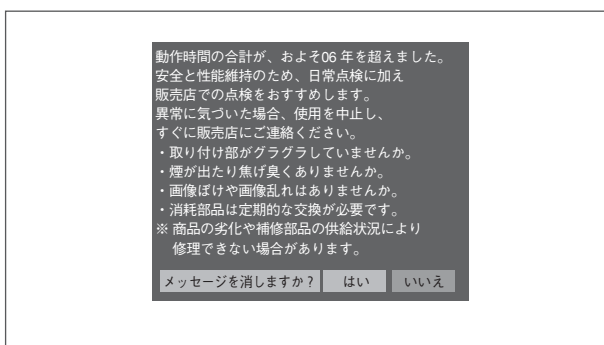 動作時間の合計が、およそ06 年を超えました。
安全と性能維持のため、日常点検に加え
販売店での点検をおすすめします。
異常に気づいた場合、使用を中止し、
すぐに販売店にご連絡ください。
・取り付け部がグラグラしていませんか。
・煙が出たり焦げ臭くありませんか。
・画像ぼけや画像乱れはありませんか。
・消耗部品は定期的な交換が必要です。
※ 商品の劣化や補修部品の供給状況により
修理できない場合があります。
メッセージを消しますか? はい いいえ